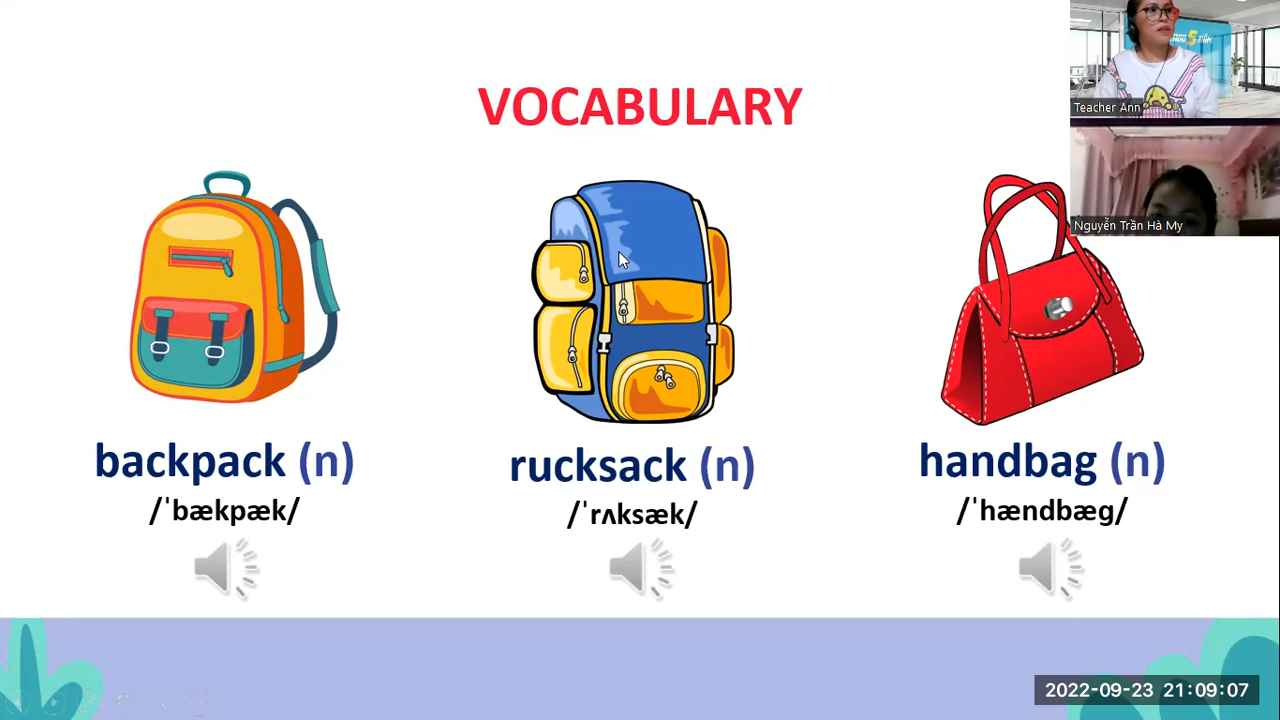 VOCABULARY
Teacher Ann
Nguyễn Trần Hà My
backpack (n)
/ˈbækpæk/
rucksack (n)
/ˈrʌksæk/
handbag (n)
/ˈhændbæg/
2022-09-23 21:09:07